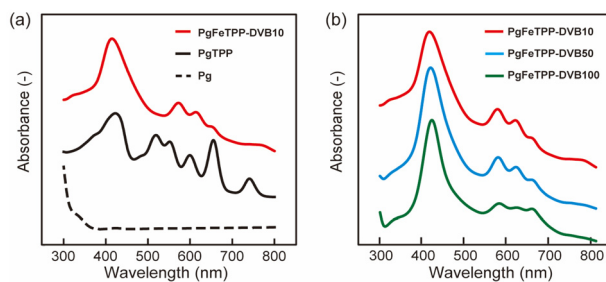 (a)
PgFeTPP-DVB10
PgTPP
Pg
Absorbance (-)
300 400 500 600 700 800
Wavelength (nm)
(b)
PgFeTPP-DVB10
PgFeTPP-DVB50
PgFeTPP-DVB100
Absorbance (-)
300 400 500 600 700 800
Wavelength (nm)